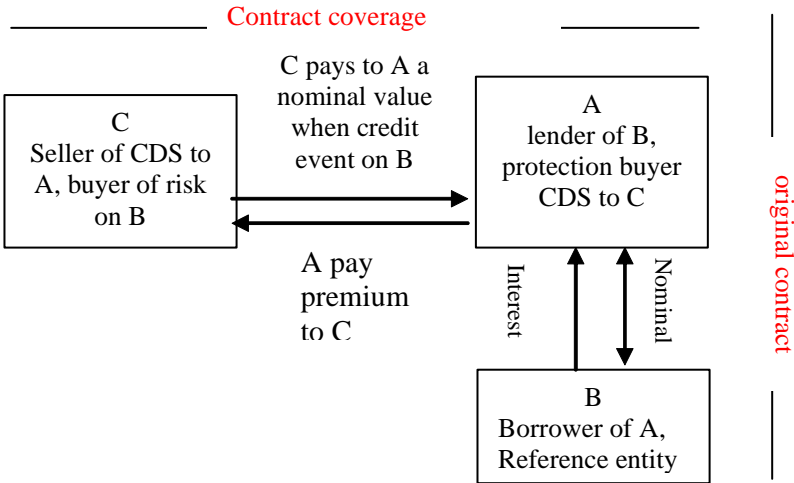 Contract coverage
C pays to A a
nominal value
when credit
event on B
C
Seller of CDS to
A, buyer of risk
on B
A
lender of B,
protection buyer
CDS to C
A pay
premium
to C
Interest
Nominal
original contract
B
Borrower of A,
Reference entity